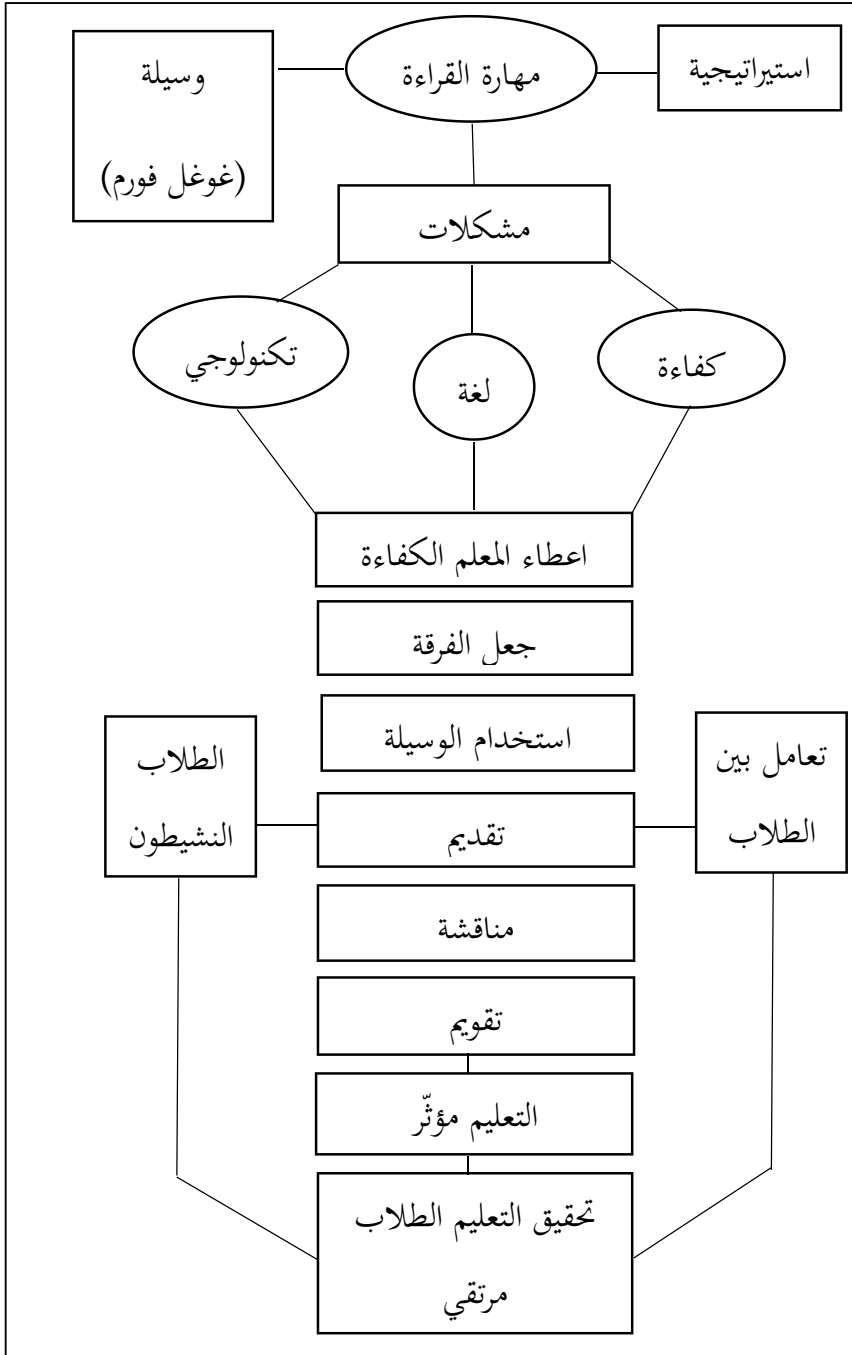 استيراتيجية
مهارة القراءة
وسيلة
(غوغل فورم)
مشكلات
كفاءة
لغة
تكنولوجي
اعطاء المعلم الكفاءة
جعل الفرقة
استخدام الوسيلة
تعامل بين
الطلاب
تقديم
الطلاب
النشيطون
مناقشة
تقويم
التعليم مؤثّر
تحقيق التعليم الطلاب
مرتقي